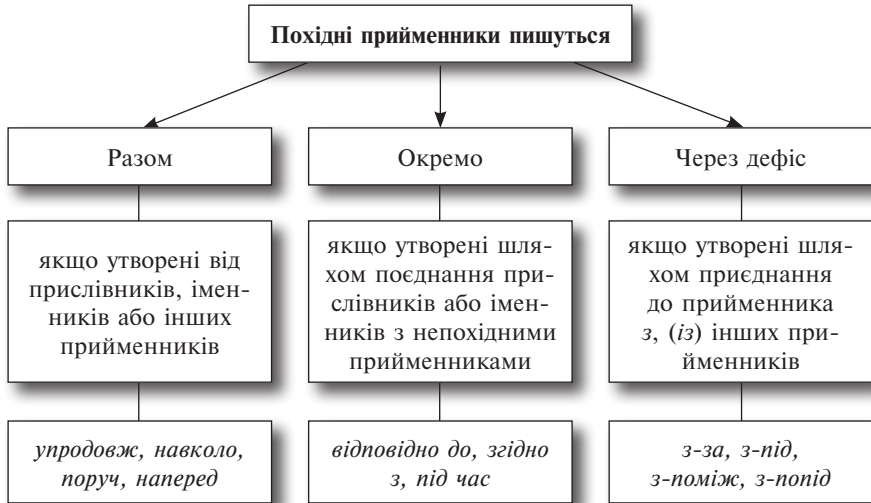 Похідні прийменники пишуться
Разом
Окремо
Через дефіс
якщо утворені від
прислівників, імен-
ників або інших
прийменників
якщо утворені шля-
хом поєднання при-
слівників або імен-
ників з непохідними
прийменниками
якщо утворені шля-
хом приєднання
до прийменника
з, (із) інших при-
йменників
упродовж, навколо,
поруч, наперед
відповідно до, згідно
з, під час
з-за, з-під,
з-поміж, з-попід